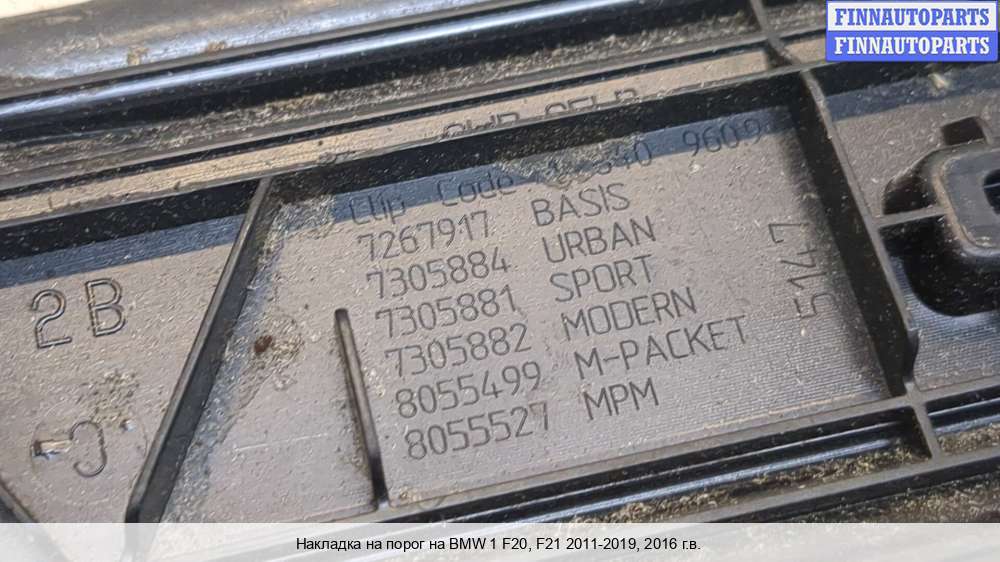 FINNAUTOPARTS
FINNAUTOPARTS
Clip Code
7267917 BASIS
7305884 URBAN
7305881 SPORT
7305882 MODERN
8055499 M-PACKET
8055527 MPM
5147
2B
Накладка на порог на BMW 1 F20, F21 2011-2019, 2016 г.в.